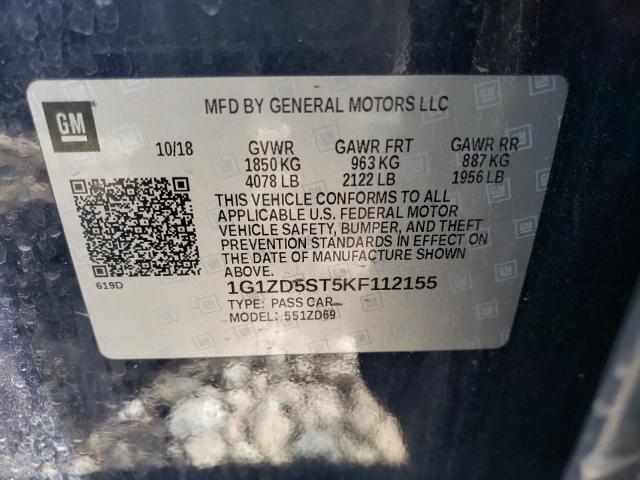 GM
MFD BY GENERAL MOTORS LLC
10/18 GVWR GAWR FRT GAWR RR
1850 KG 963 KG 887 KG
4078 LB 2122 LB 1956 LB
THIS VEHICLE CONFORMS TO ALL
APPLICABLE U.S. FEDERAL MOTOR
VEHICLE SAFETY, BUMPER, AND THEFT
PREVENTION STANDARDS IN EFFECT ON
THE DATE OF MANUFACTURE SHOWN
ABOVE.
619D
1G1ZD5ST5KF112155
TYPE: PASS CAR
MODEL: 551ZD69